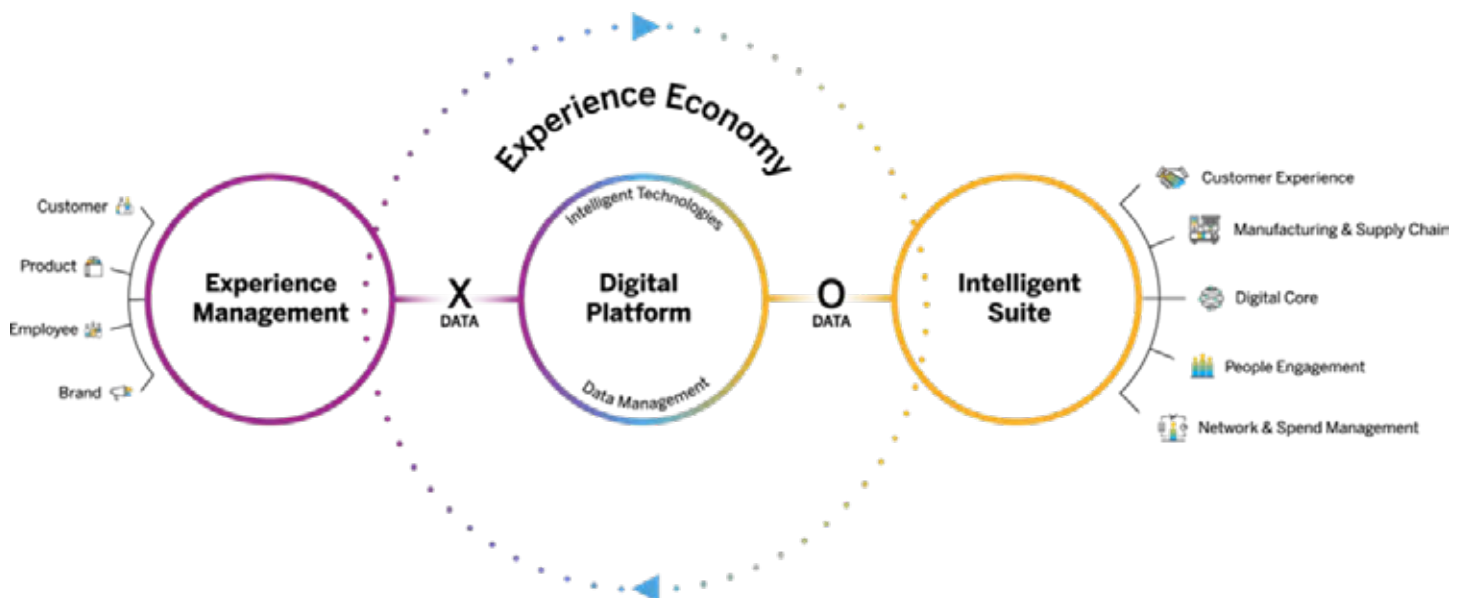 Experience Economy
Customer
Product
Employee
Brand
Experience
Management
X
DATA
Intelligent Technologies
Digital
Platform
Data Management
O
DATA
Intelligent
Suite
Customer Experience
Manufacturing & Supply Chain
Digital Core
People Engagement
Network & Spend Management